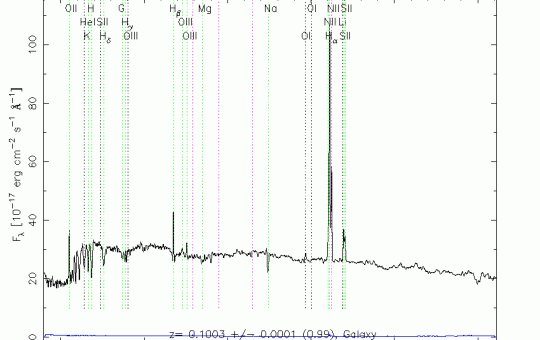 OII H G Hβ Mg Na OI NII SII
HeI SII Hγ OIII NII Li
K Hδ OIII OIII OI Hα SII
100
80
60
40
20
0
Fλ [10⁻¹⁷ erg cm⁻² s⁻¹ Å⁻¹]
z= 0.1003 +/- 0.0001 (0.99), Galaxy